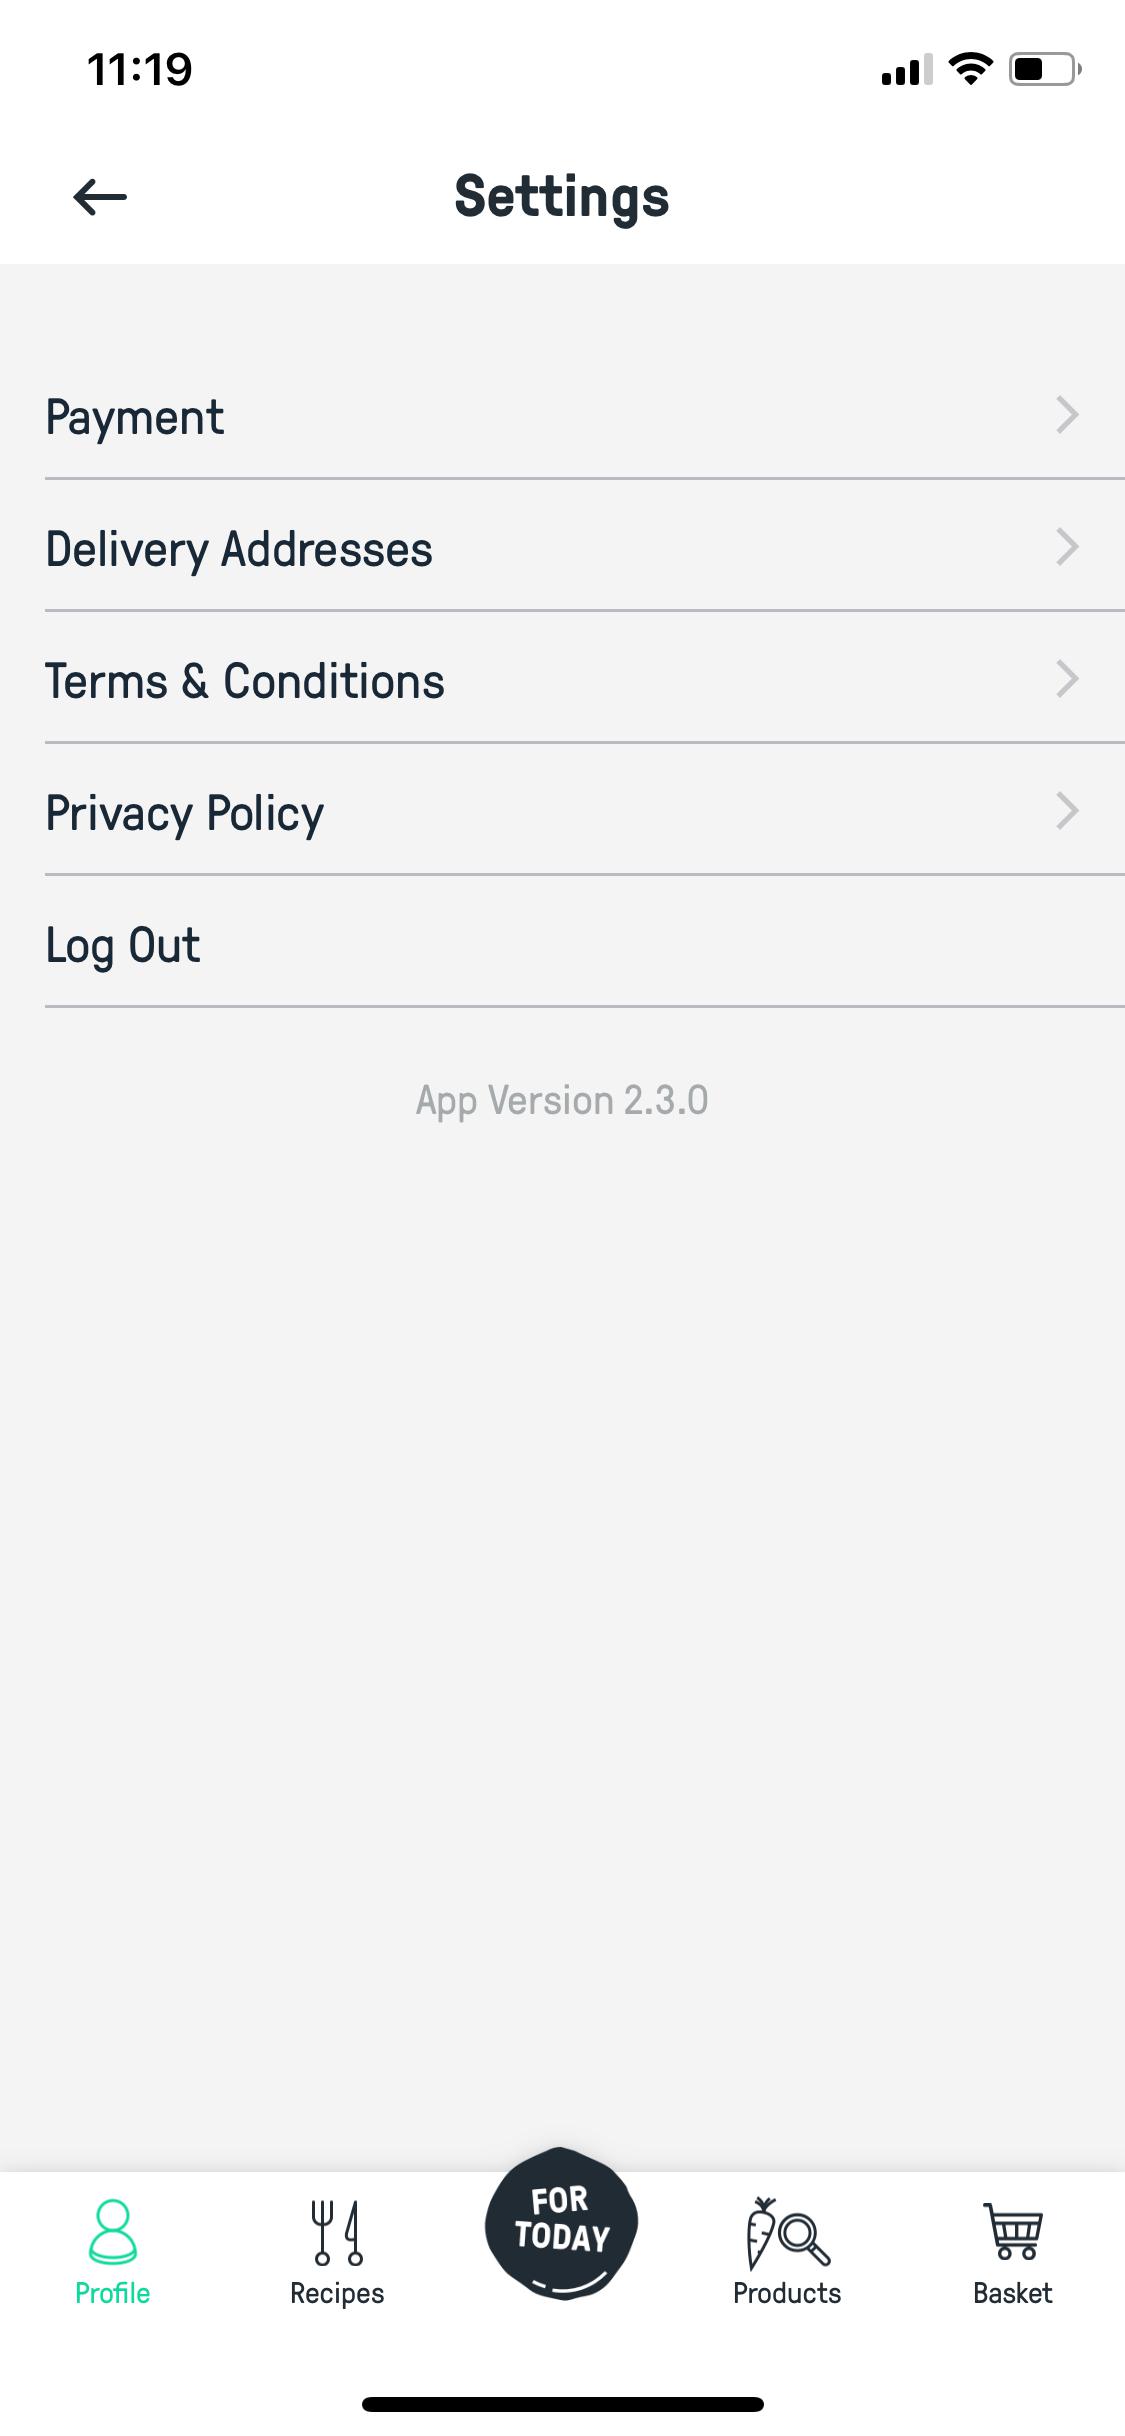 11:19
Settings
Payment
Delivery Addresses
Terms & Conditions
Privacy Policy
Log Out
App Version 2.3.0
FOR
TODAY
Profile
Recipes
Products
Basket